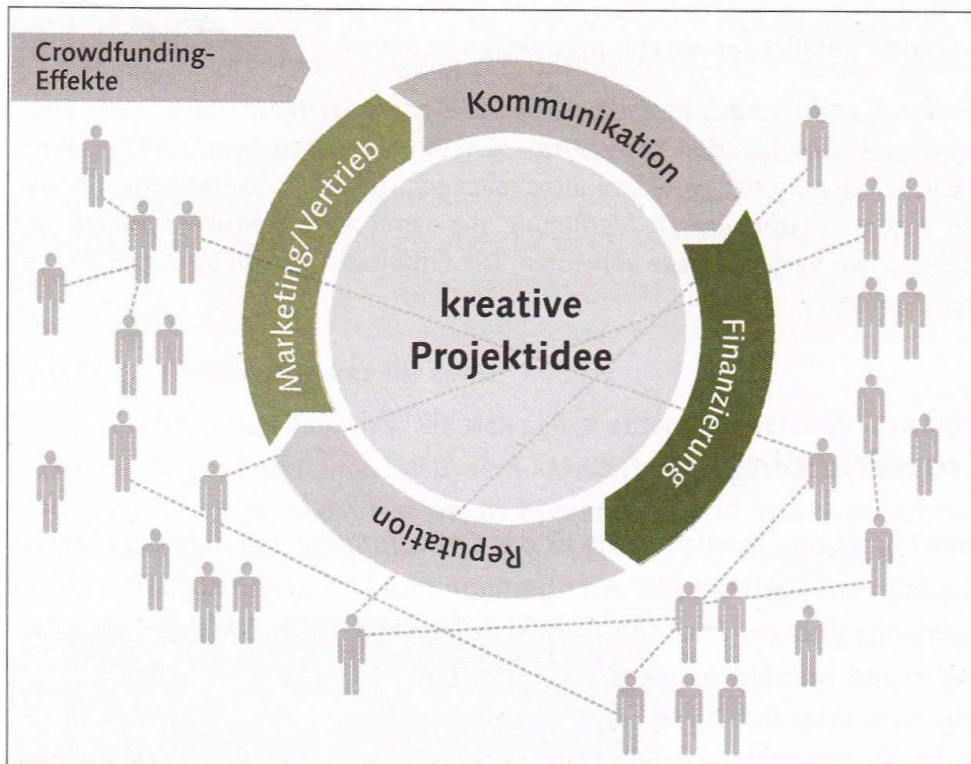 Crowdfunding-
Effekte
Kommunikation
Marketing/Vertrieb
kreative
Projektidee
Finanzierung
Reputation